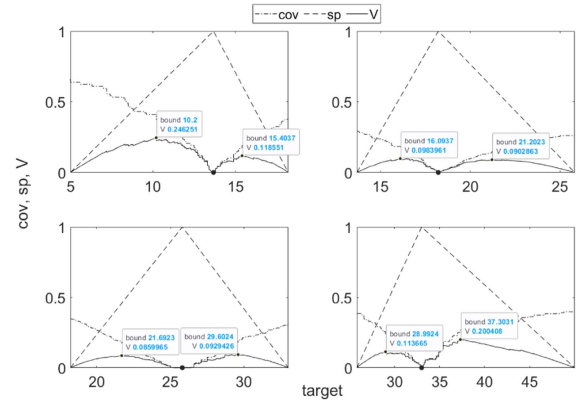 cov sp V
cov, sp, V
1
0.5
0
bound 10.2
V 0.246251
bound 15.4037
V 0.118551
5 10 15
1
0.5
0
bound 16.0937
V 0.0983961
bound 21.2023
V 0.0902863
15 20 25
1
0.5
0
bound 21.6923
V 0.0859965
bound 29.6024
V 0.0929426
20 25 30
1
0.5
0
bound 28.9924
V 0.113665
bound 37.3031
V 0.200408
30 35 40 45 50
target